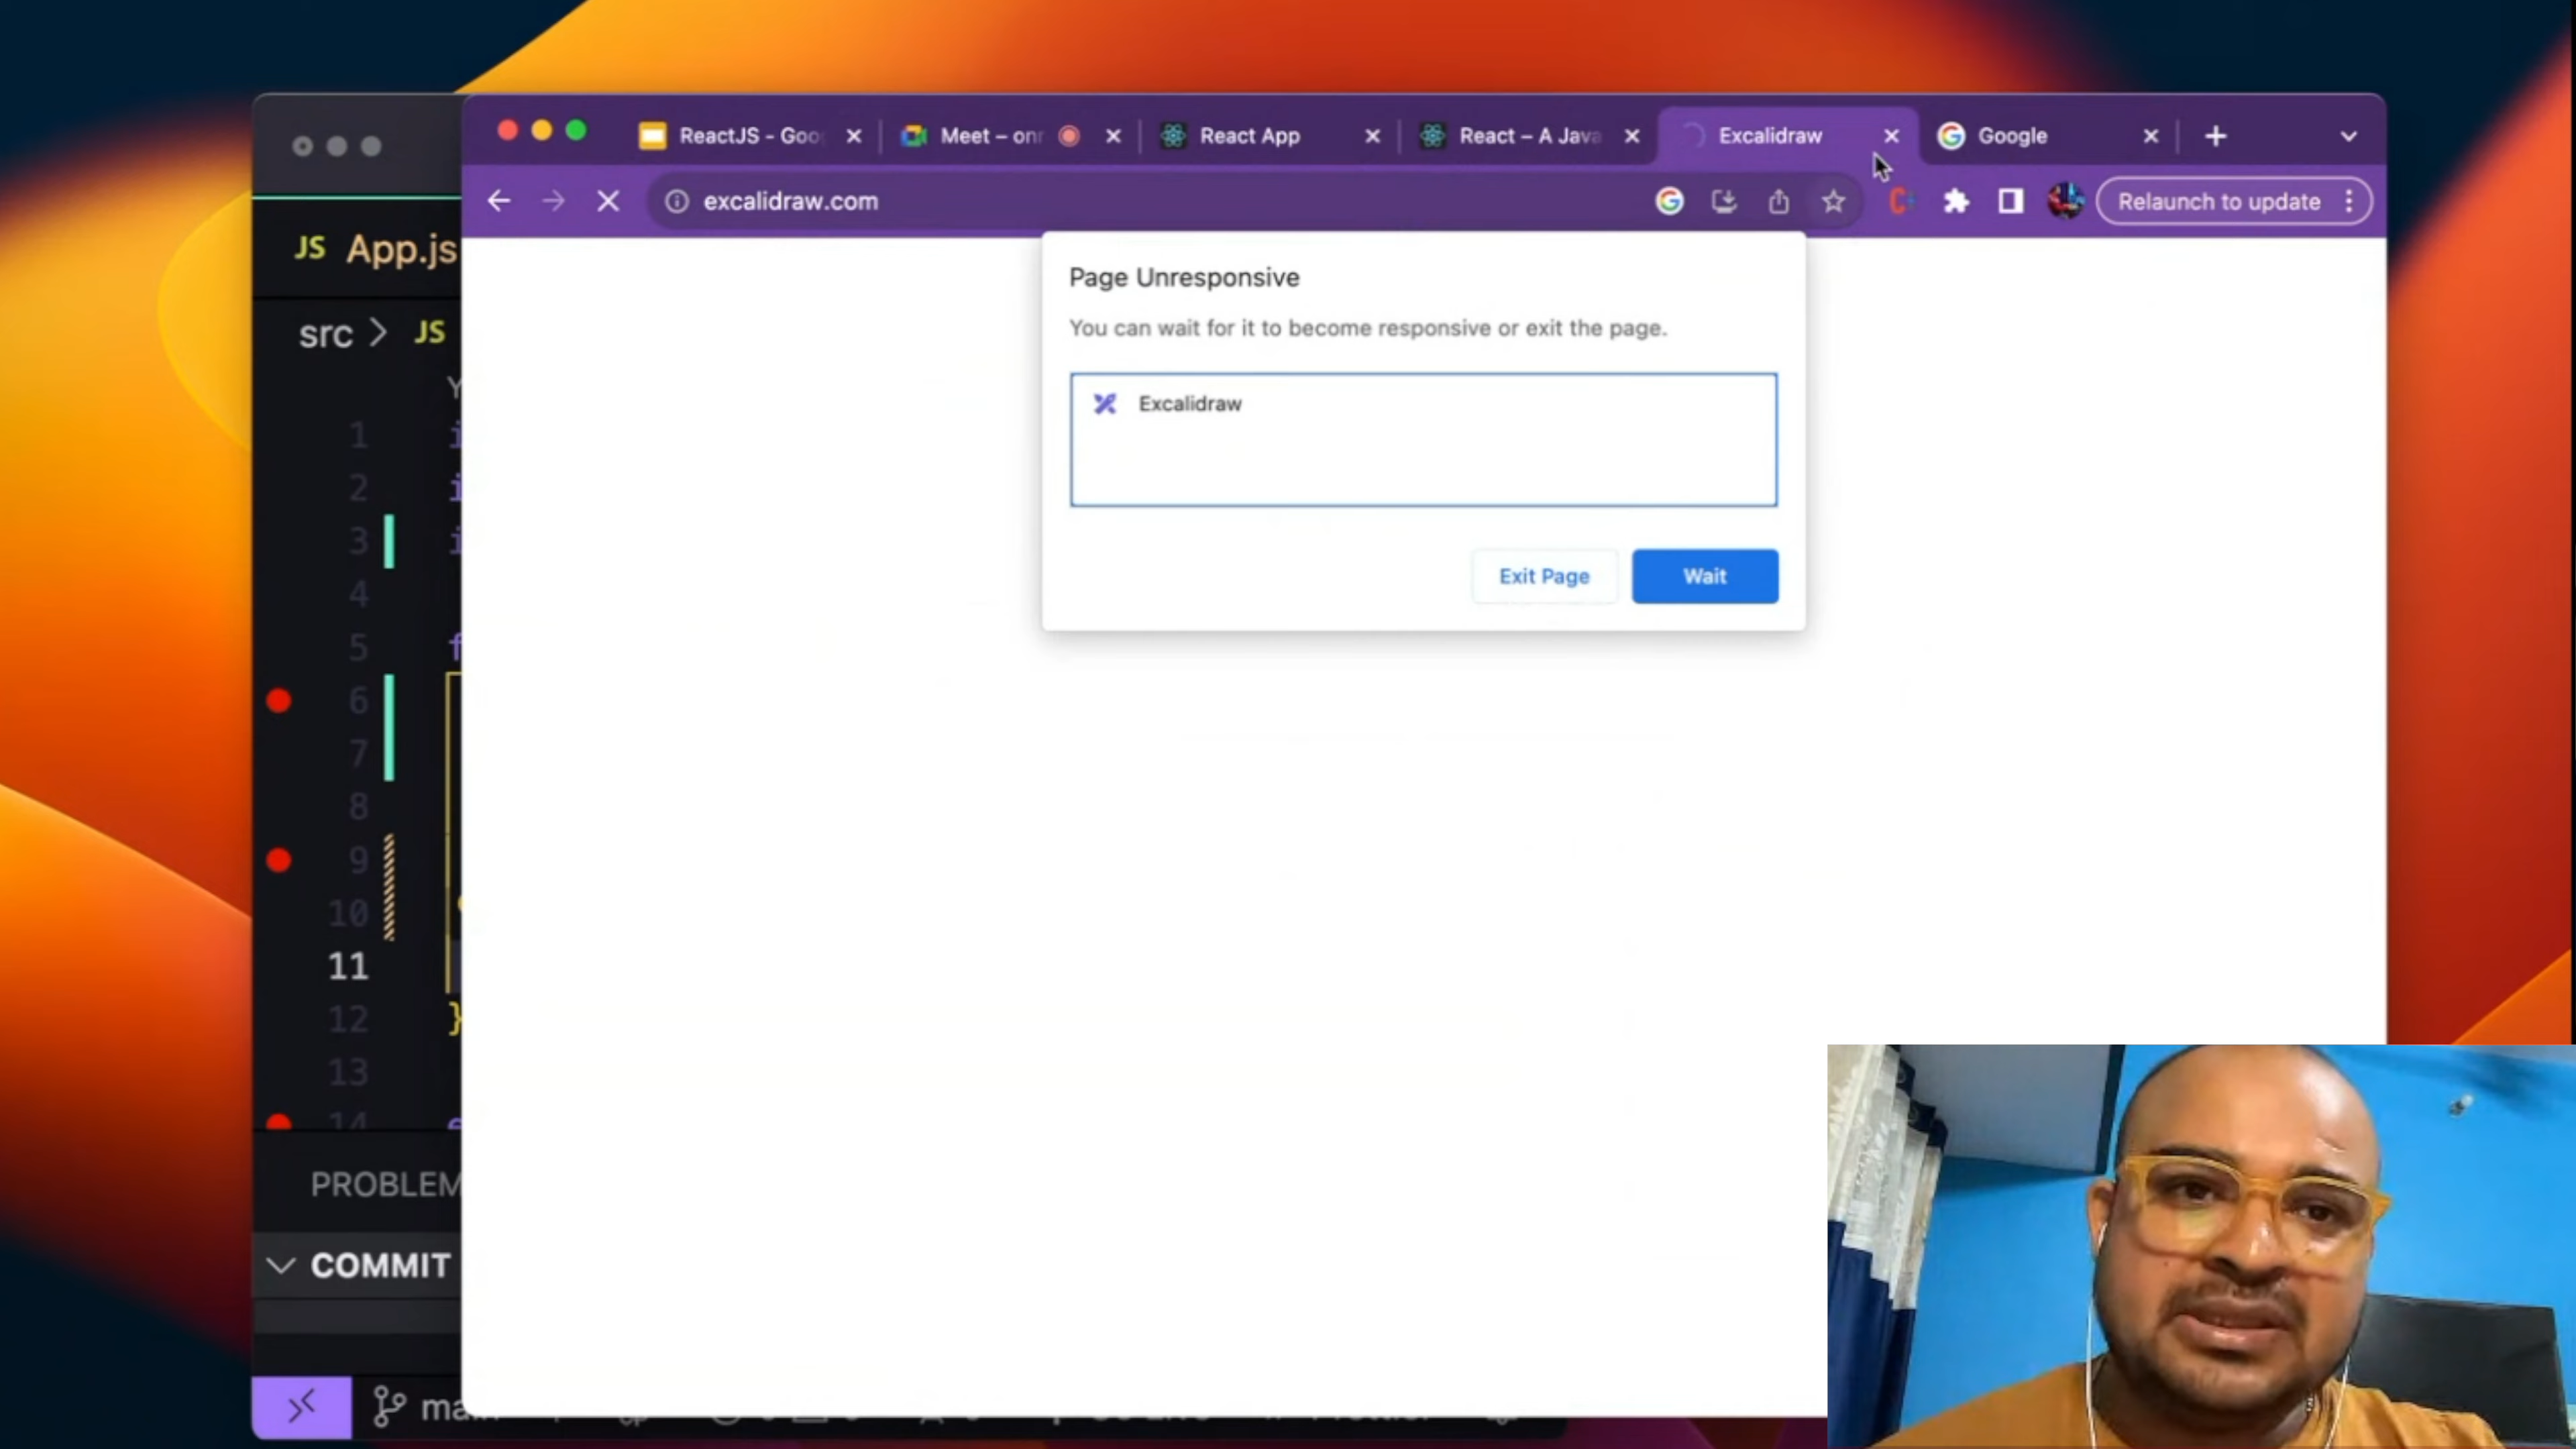 ReactJS - Goo
Meet – onr
React App
React – A Java
Excalidraw
Google
excalidraw.com
Relaunch to update
JS App.js
src > JS
Page Unresponsive
You can wait for it to become responsive or exit the page.
Excalidraw
Exit Page
Wait
1
2
3
4
5
6
7
8
9
10
11
12 }
13
14
PROBLEM
COMMIT
main